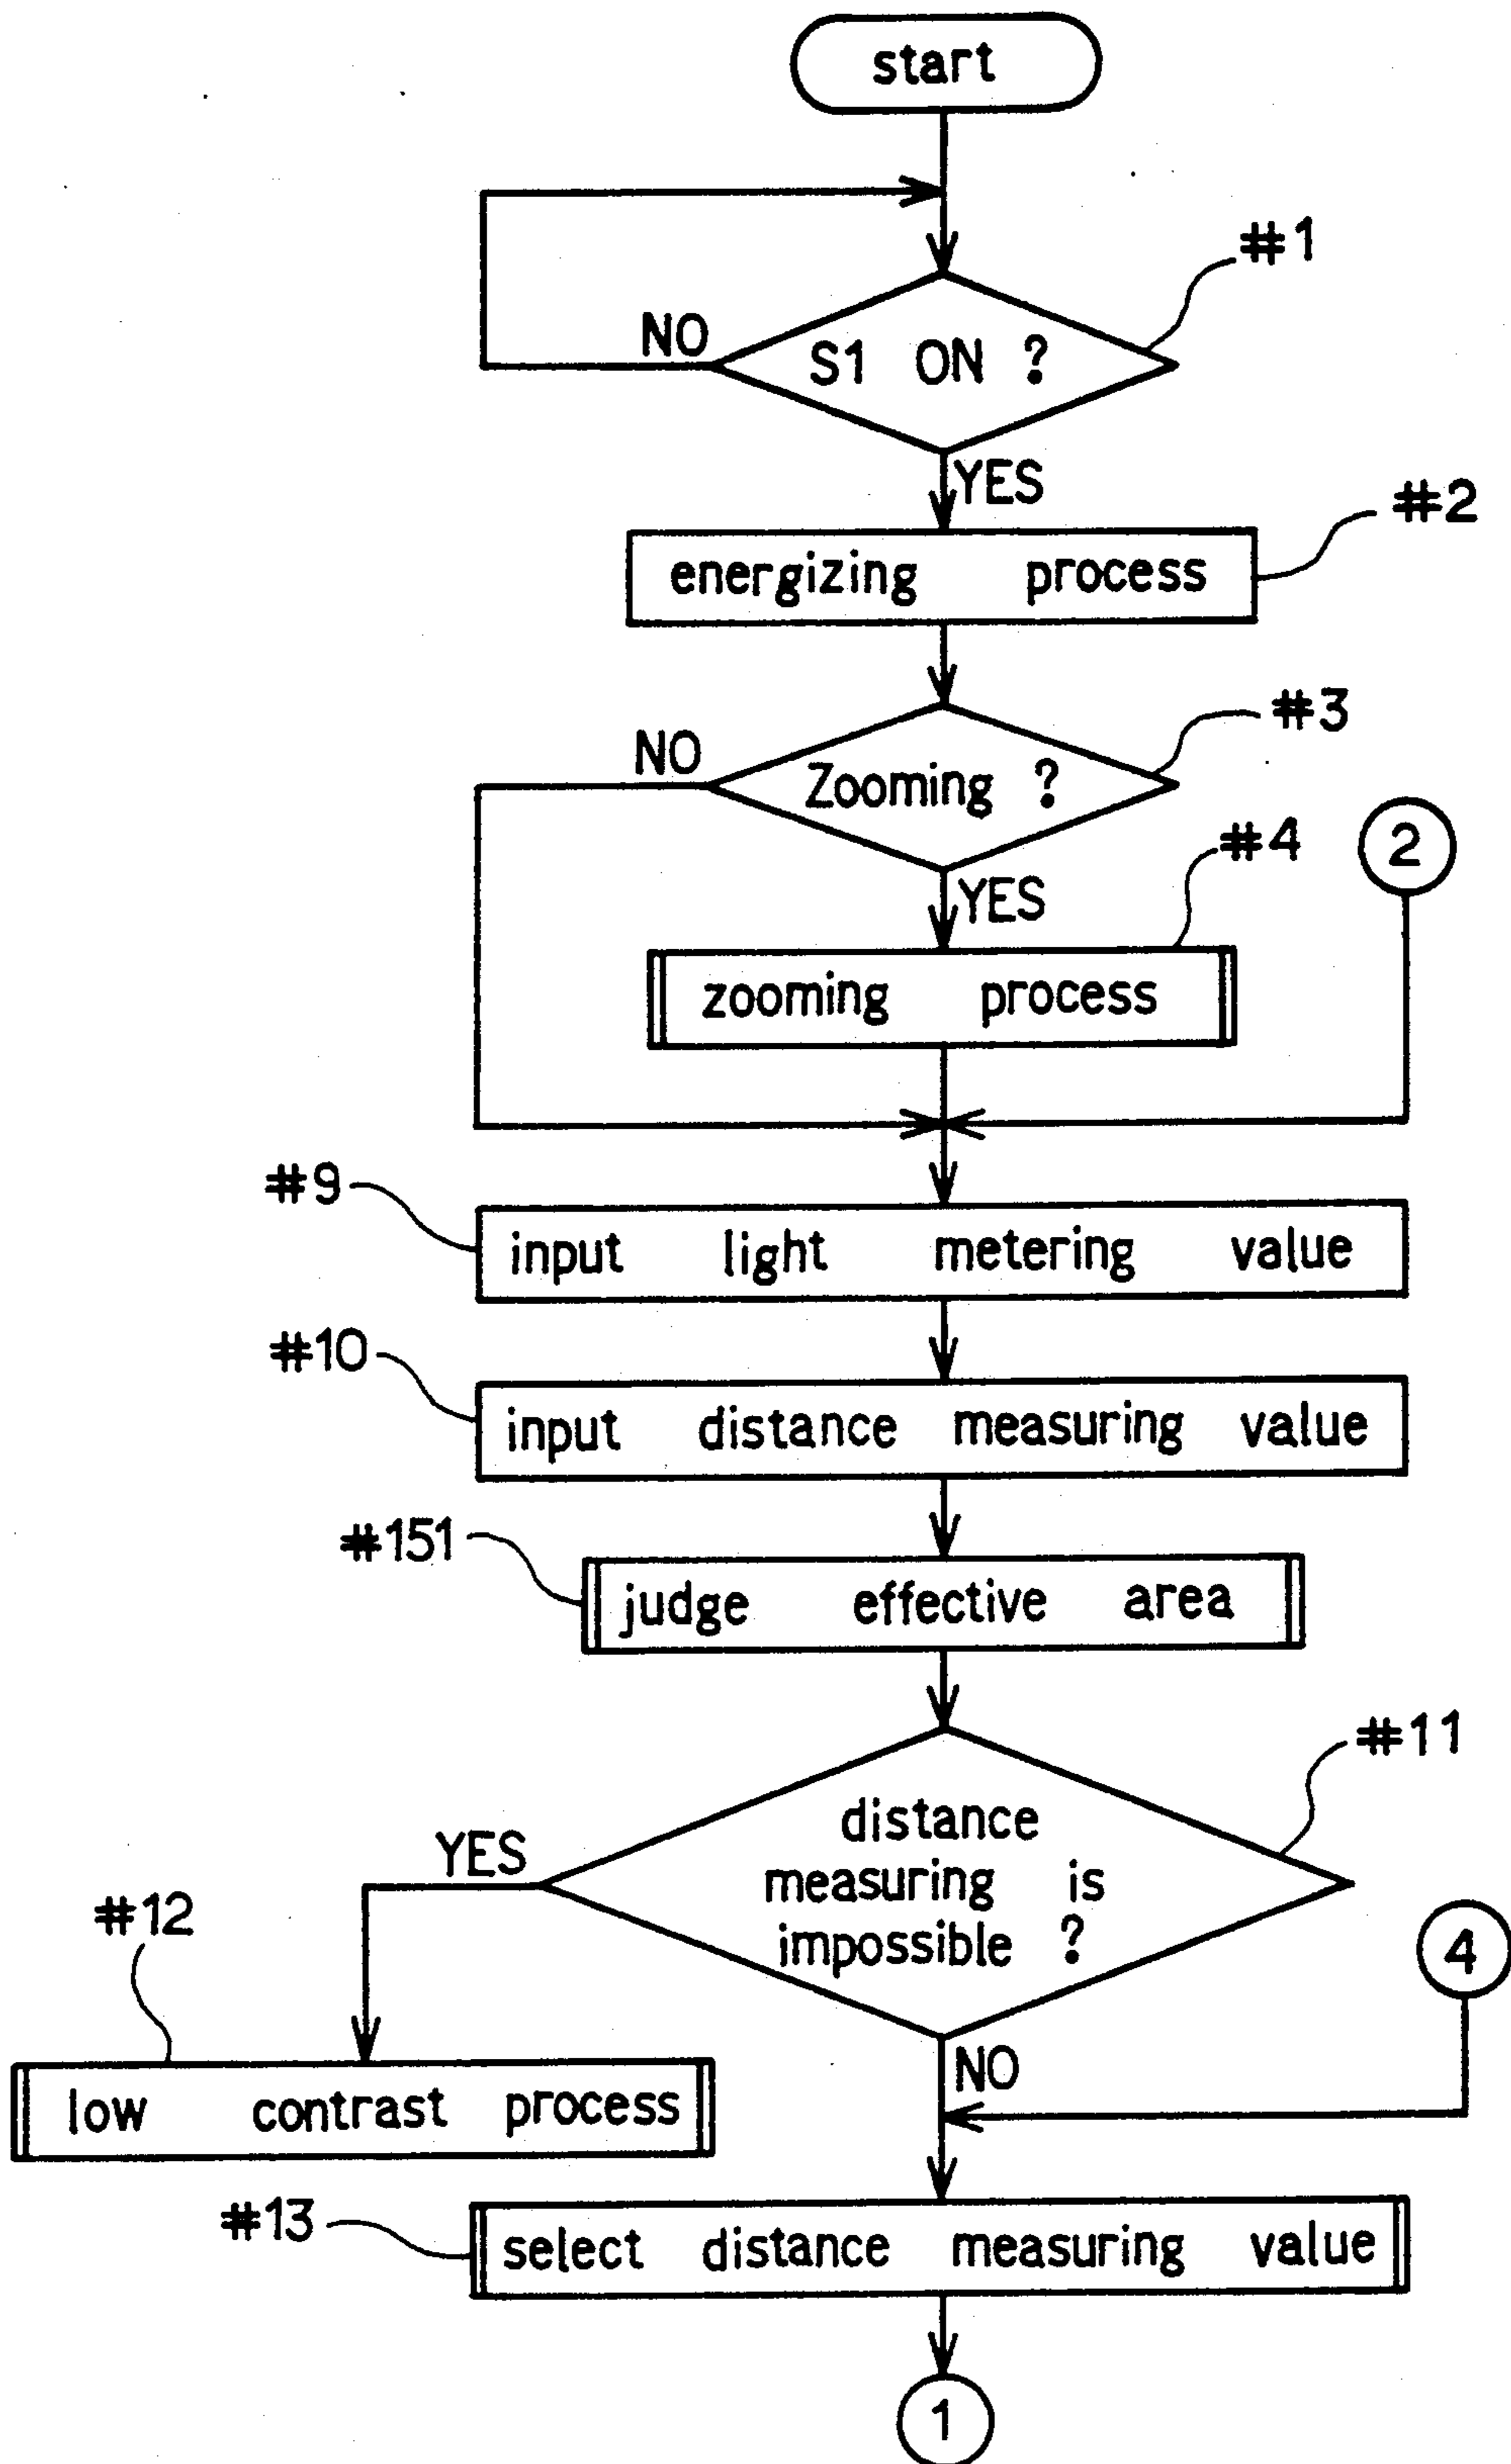 start
#1
NO
S1 ON ?
YES
#2
energizing process
#3
NO
Zooming ?
#4
2
YES
zooming process
#9
input light metering value
#10
input distance measuring value
#151
judge effective area
#11
distance
YES
measuring is
#12
impossible ?
4
NO
low contrast process
#13
select distance measuring value
1